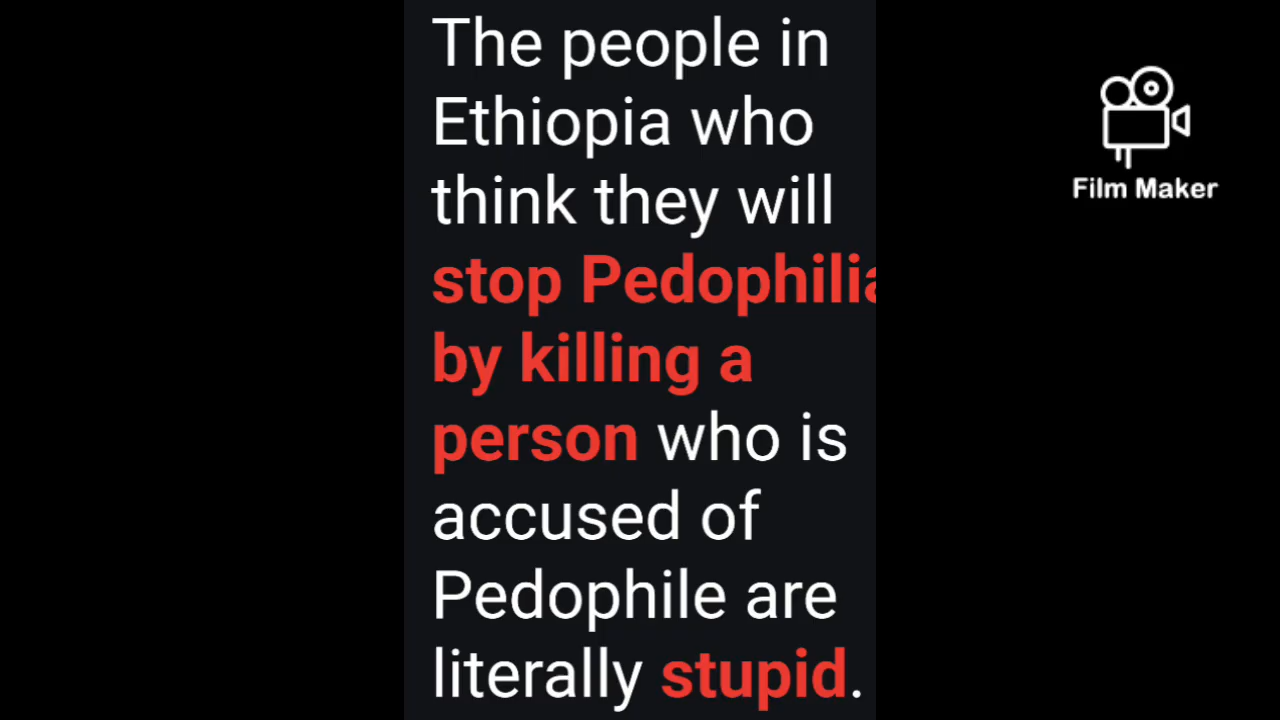 The people in
Ethiopia who
think they will
stop Pedophilia
by killing a
person who is
accused of
Pedophile are
literally stupid.
Film Maker